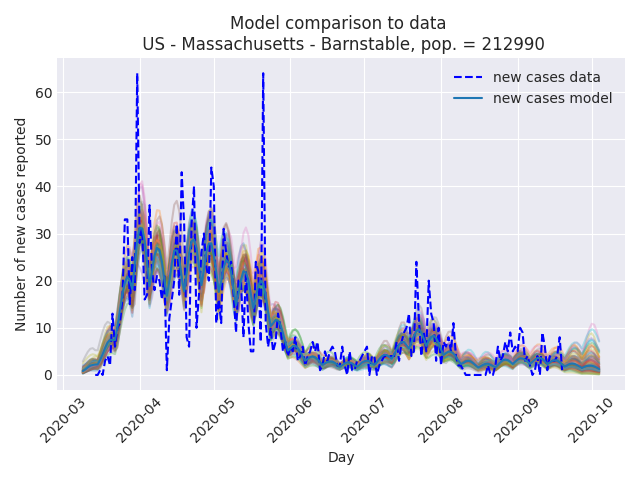 Model comparison to data
US - Massachusetts - Barnstable, pop. = 212990
new cases data
new cases model
Number of new cases reported
60
50
40
30
20
10
0
2020-03
2020-04
2020-05
2020-06
2020-07
2020-08
2020-09
2020-10
Day